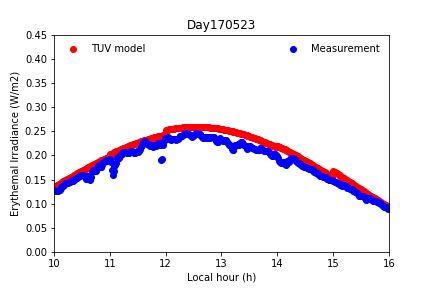 Day170523
TUV model
Measurement
Erythemal Irradiance (W/m2)
0.45
0.40
0.35
0.30
0.25
0.20
0.15
0.10
0.05
0.00
10 11 12 13 14 15 16
Local hour (h)